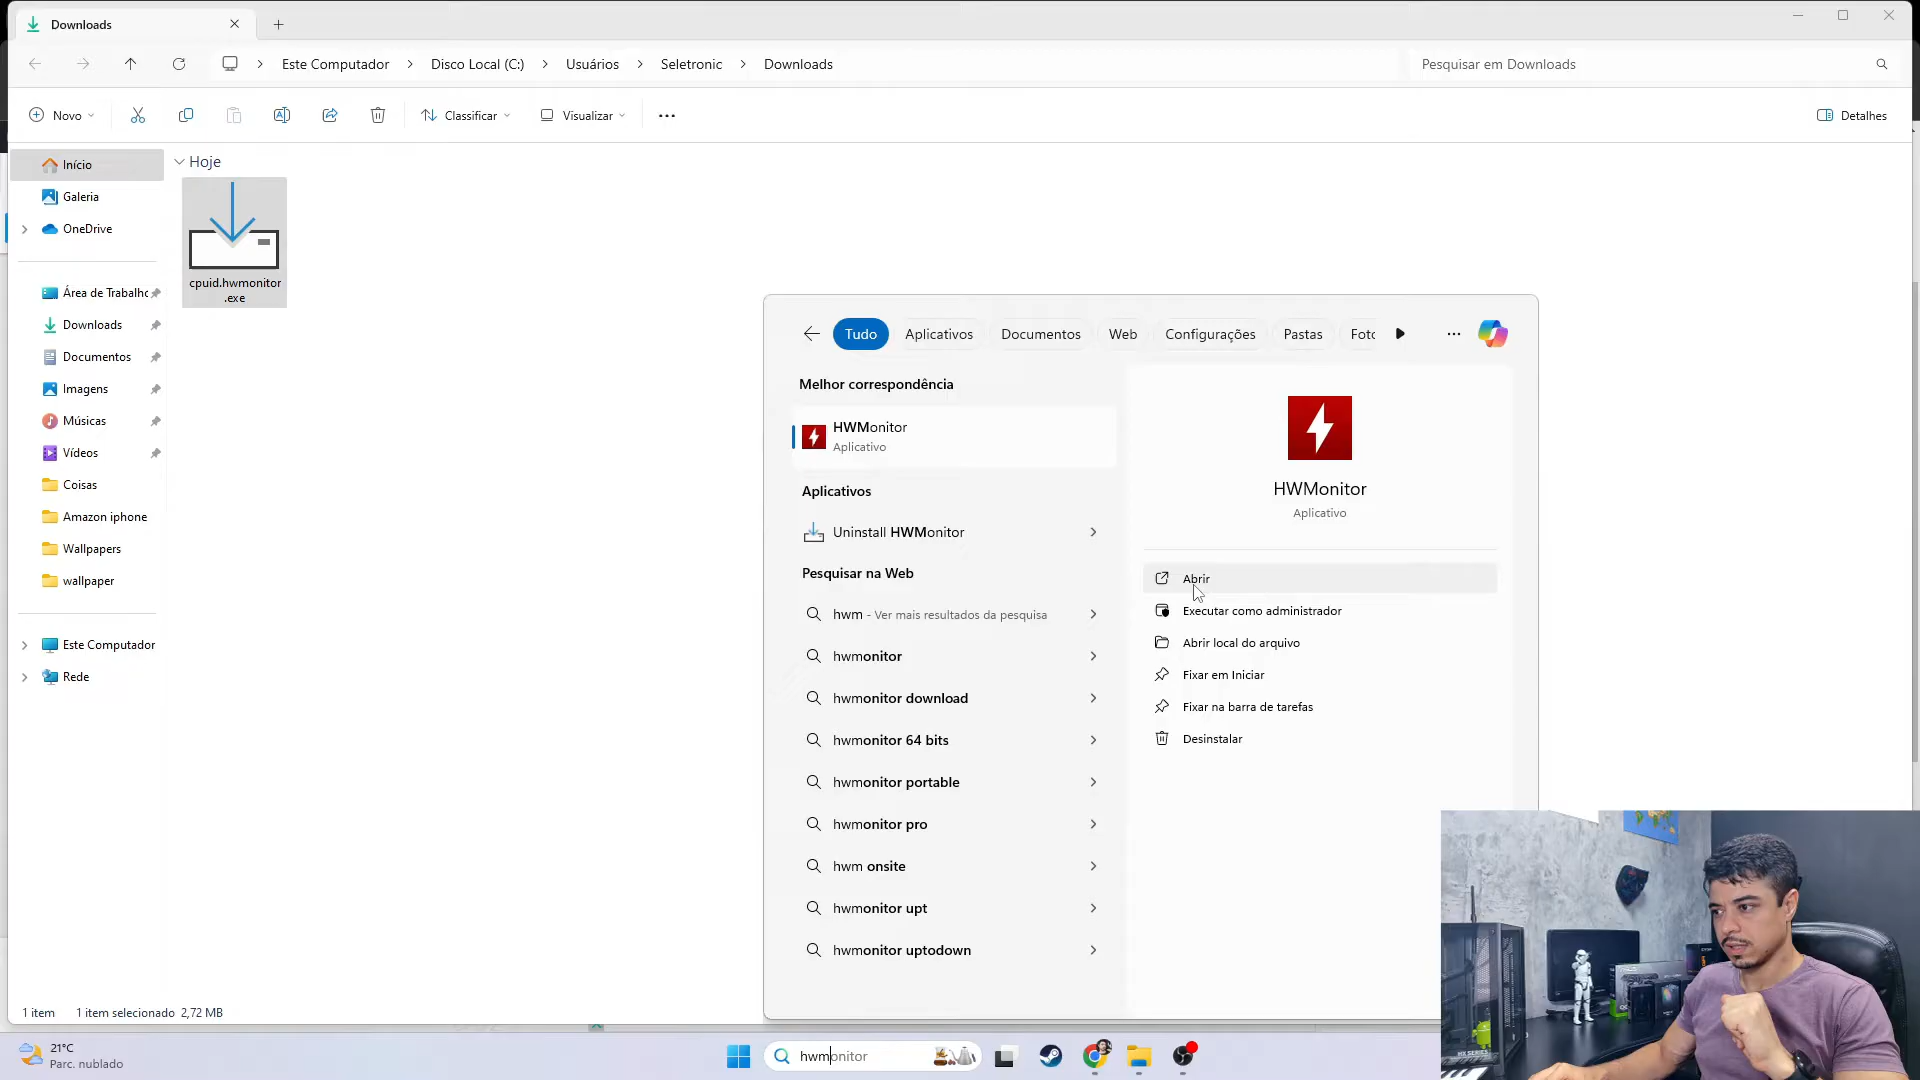 Downloads
Este Computador
Disco Local (C:)
Usuários
Seletronic
Downloads
Pesquisar em Downloads
Novo
Classificar
Visualizar
Detalhes
Início
Galeria
OneDrive
Área de Trabalho
Downloads
Documentos
Imagens
Músicas
Vídeos
Coisas
Amazon iphone
Wallpapers
wallpaper
Este Computador
Rede
Hoje
cpuid.hwmonitor
.exe
Tudo
Aplicativos
Documentos
Web
Configurações
Pastas
Fotc
Melhor correspondência
HWMonitor
Aplicativo
Aplicativos
Uninstall HWMonitor
Pesquisar na Web
hwm - Ver mais resultados da pesquisa
hwmonitor
hwmonitor download
hwmonitor 64 bits
hwmonitor portable
hwmonitor pro
hwm onsite
hwmonitor upt
hwmonitor uptodown
HWMonitor
Aplicativo
Abrir
Executar como administrador
Abrir local do arquivo
Fixar em Iniciar
Fixar na barra de tarefas
Desinstalar
1 item
1 item selecionado 2,72 MB
21°C
Parc. nublado
hwmonitor